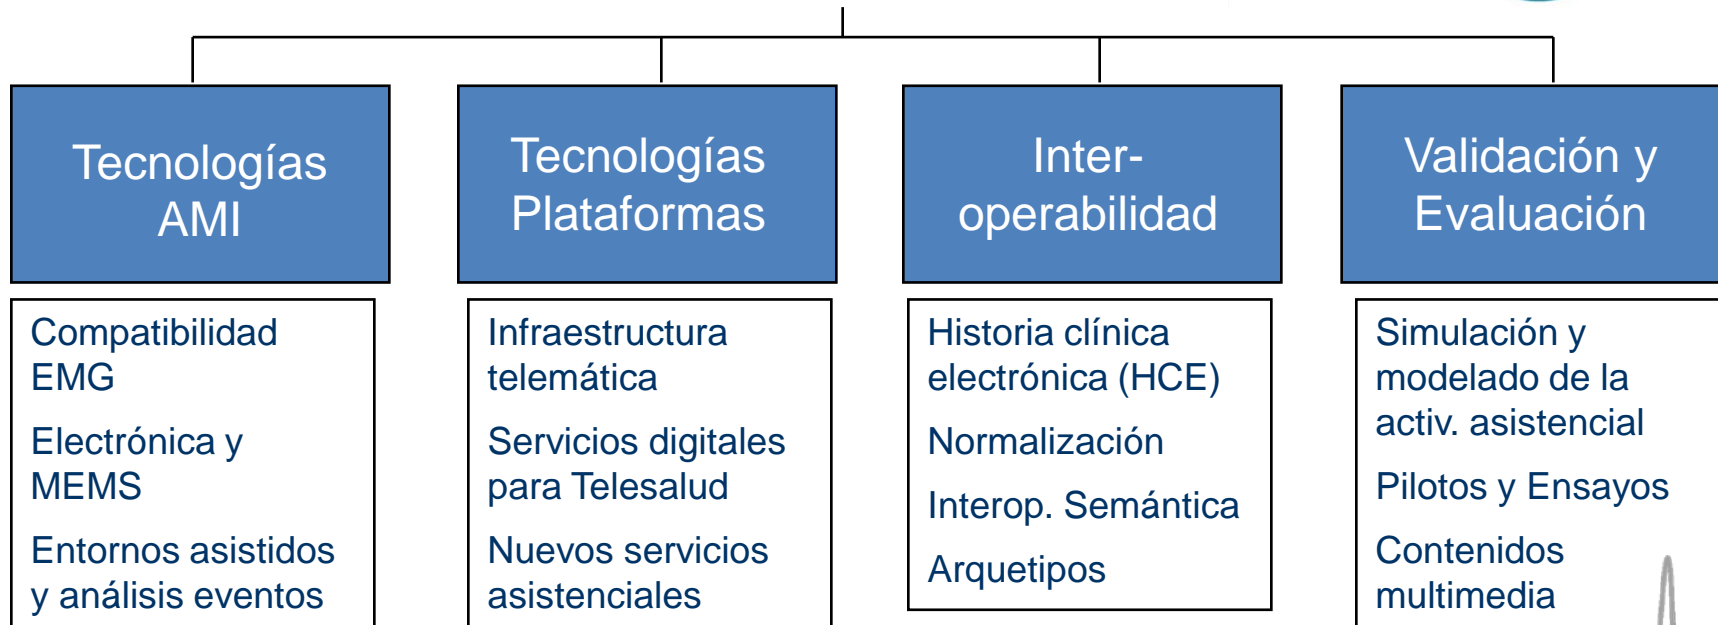 Tecnologías
AMI
Compatibilidad
EMG
Electrónica y
MEMS
Entornos asistidos
y análisis eventos
Tecnologías
Plataformas
Infraestructura
telemática
Servicios digitales
para Telesalud
Nuevos servicios
asistenciales
Inter-
operabilidad
Historia clínica
electrónica (HCE)
Normalización
Interop. Semántica
Arquetipos
Validación y
Evaluación
Simulación y
modelado de la
activ. asistencial
Pilotos y Ensayos
Contenidos
multimedia